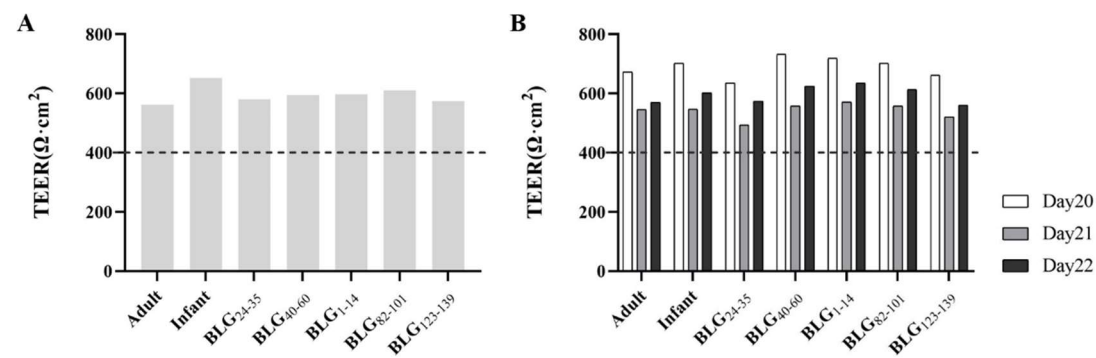 A
TEER(Ω·cm²)
800
600
400
200
0
Adult
Infant
BLG24-35
BLG40-60
BLG1-14
BLG82-101
BLG123-139
B
TEER(Ω·cm²)
800
600
400
200
0
Adult
Infant
BLG24-35
BLG40-60
BLG1-14
BLG82-101
BLG123-139
Day20
Day21
Day22